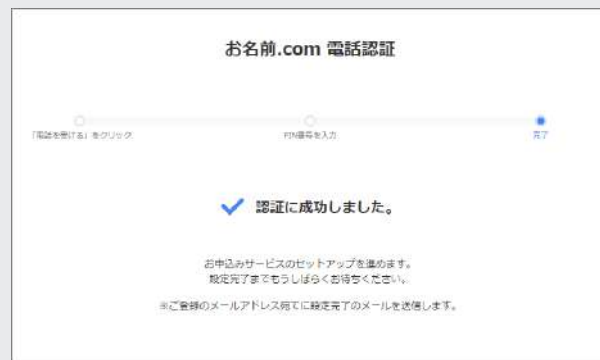 お名前.com 電話認証
「電話を受ける」をクリック
PIN番号を入力
完了
認証に成功しました。
お申込みサービスのセットアップを進めます。
設定完了までもうしばらくお待ちください。
※ご登録のメールアドレス宛てに設定完了のメールを送信します。